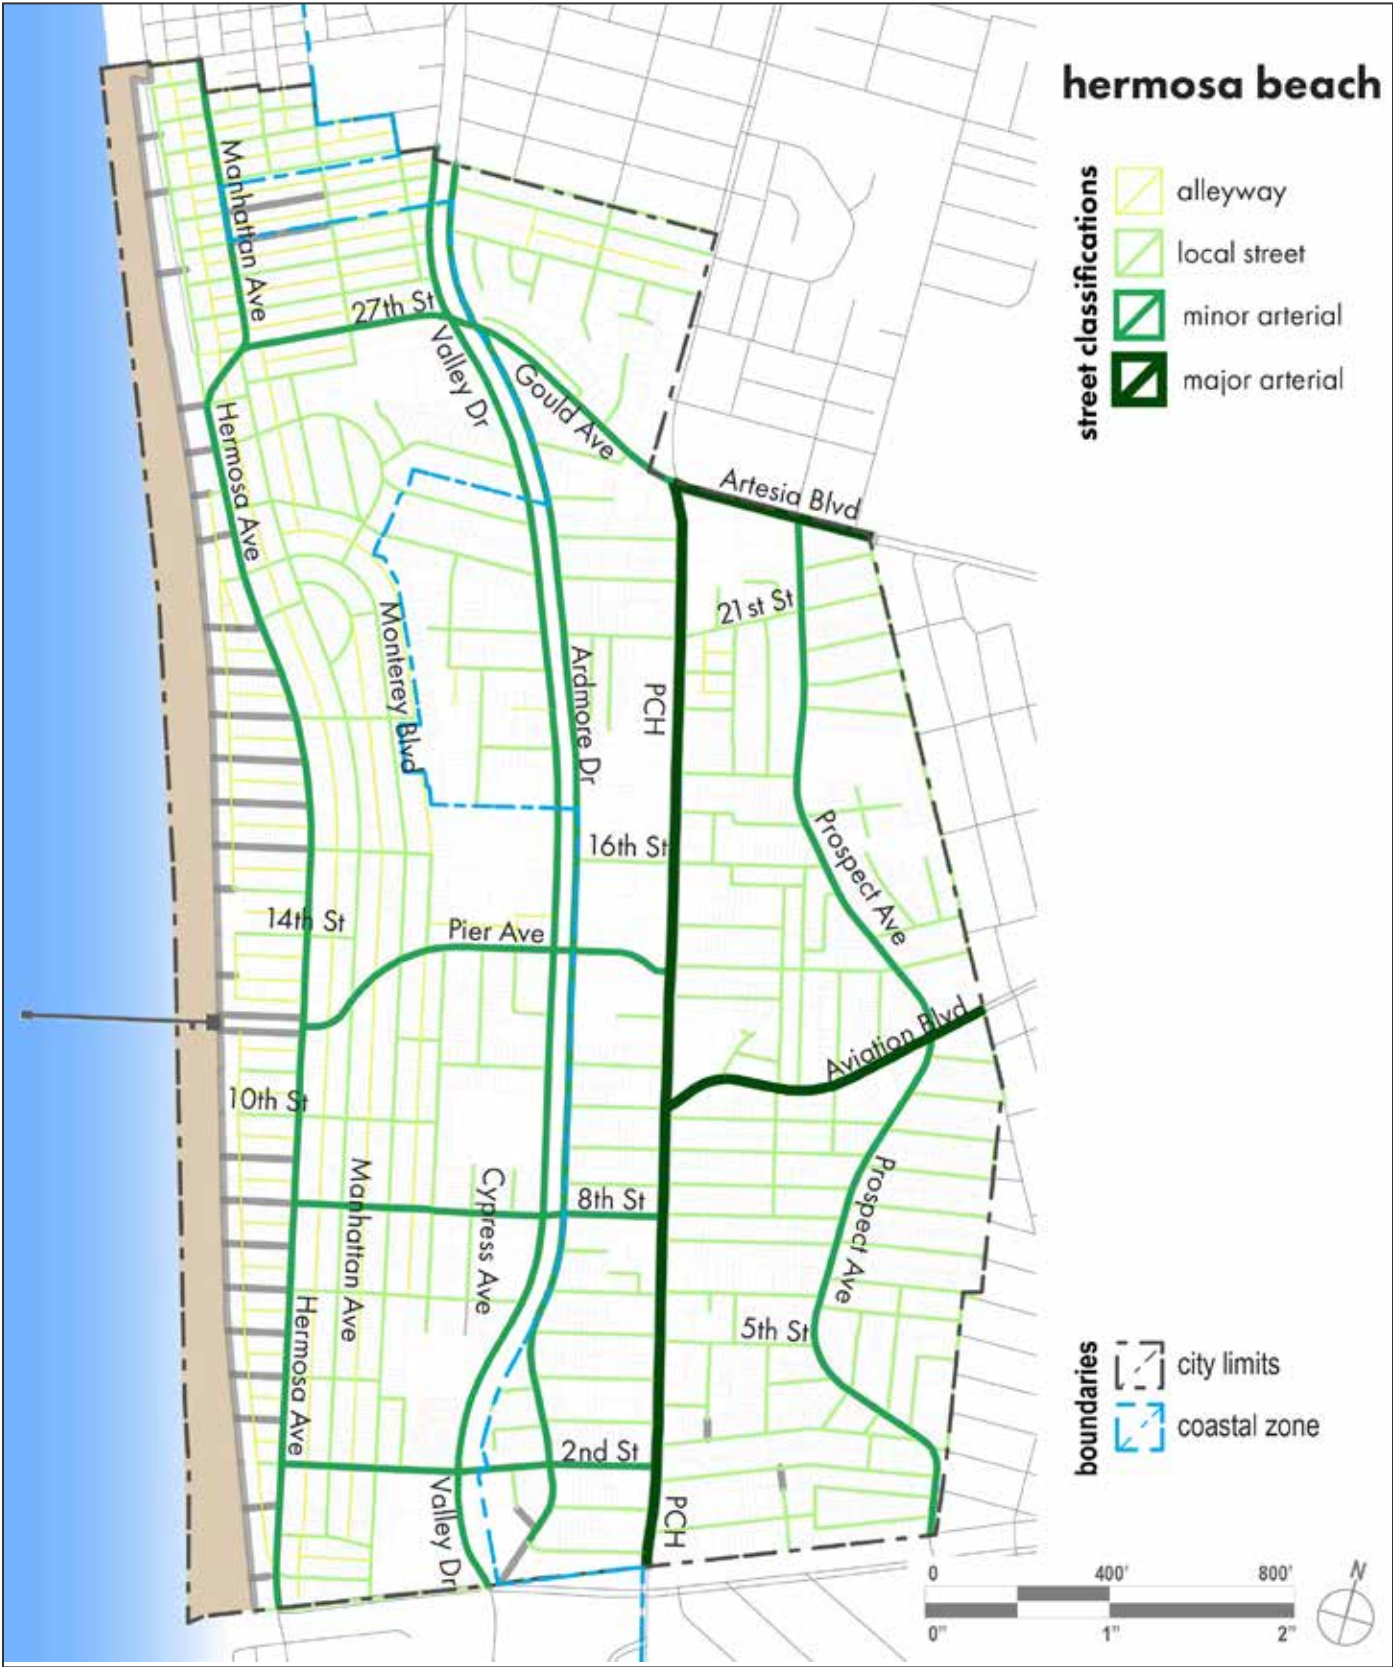 hermosa beach
street classifications
alleyway
local street
minor arterial
major arterial
Manhattan Ave
27th St
Valley Dr
Gould Ave
Hermosa Ave
Artesia Blvd
21st St
Monterey Blvd
Ardmore Dr
PCH
16th St
Prospect Ave
14th St
Pier Ave
Aviation Blvd
10th St
Manhattan Ave
Cypress Ave
8th St
Prospect Ave
Hermosa Ave
5th St
2nd St
Valley Dr
PCH
boundaries
city limits
coastal zone
0 400' 800'
0" 1" 2"
N